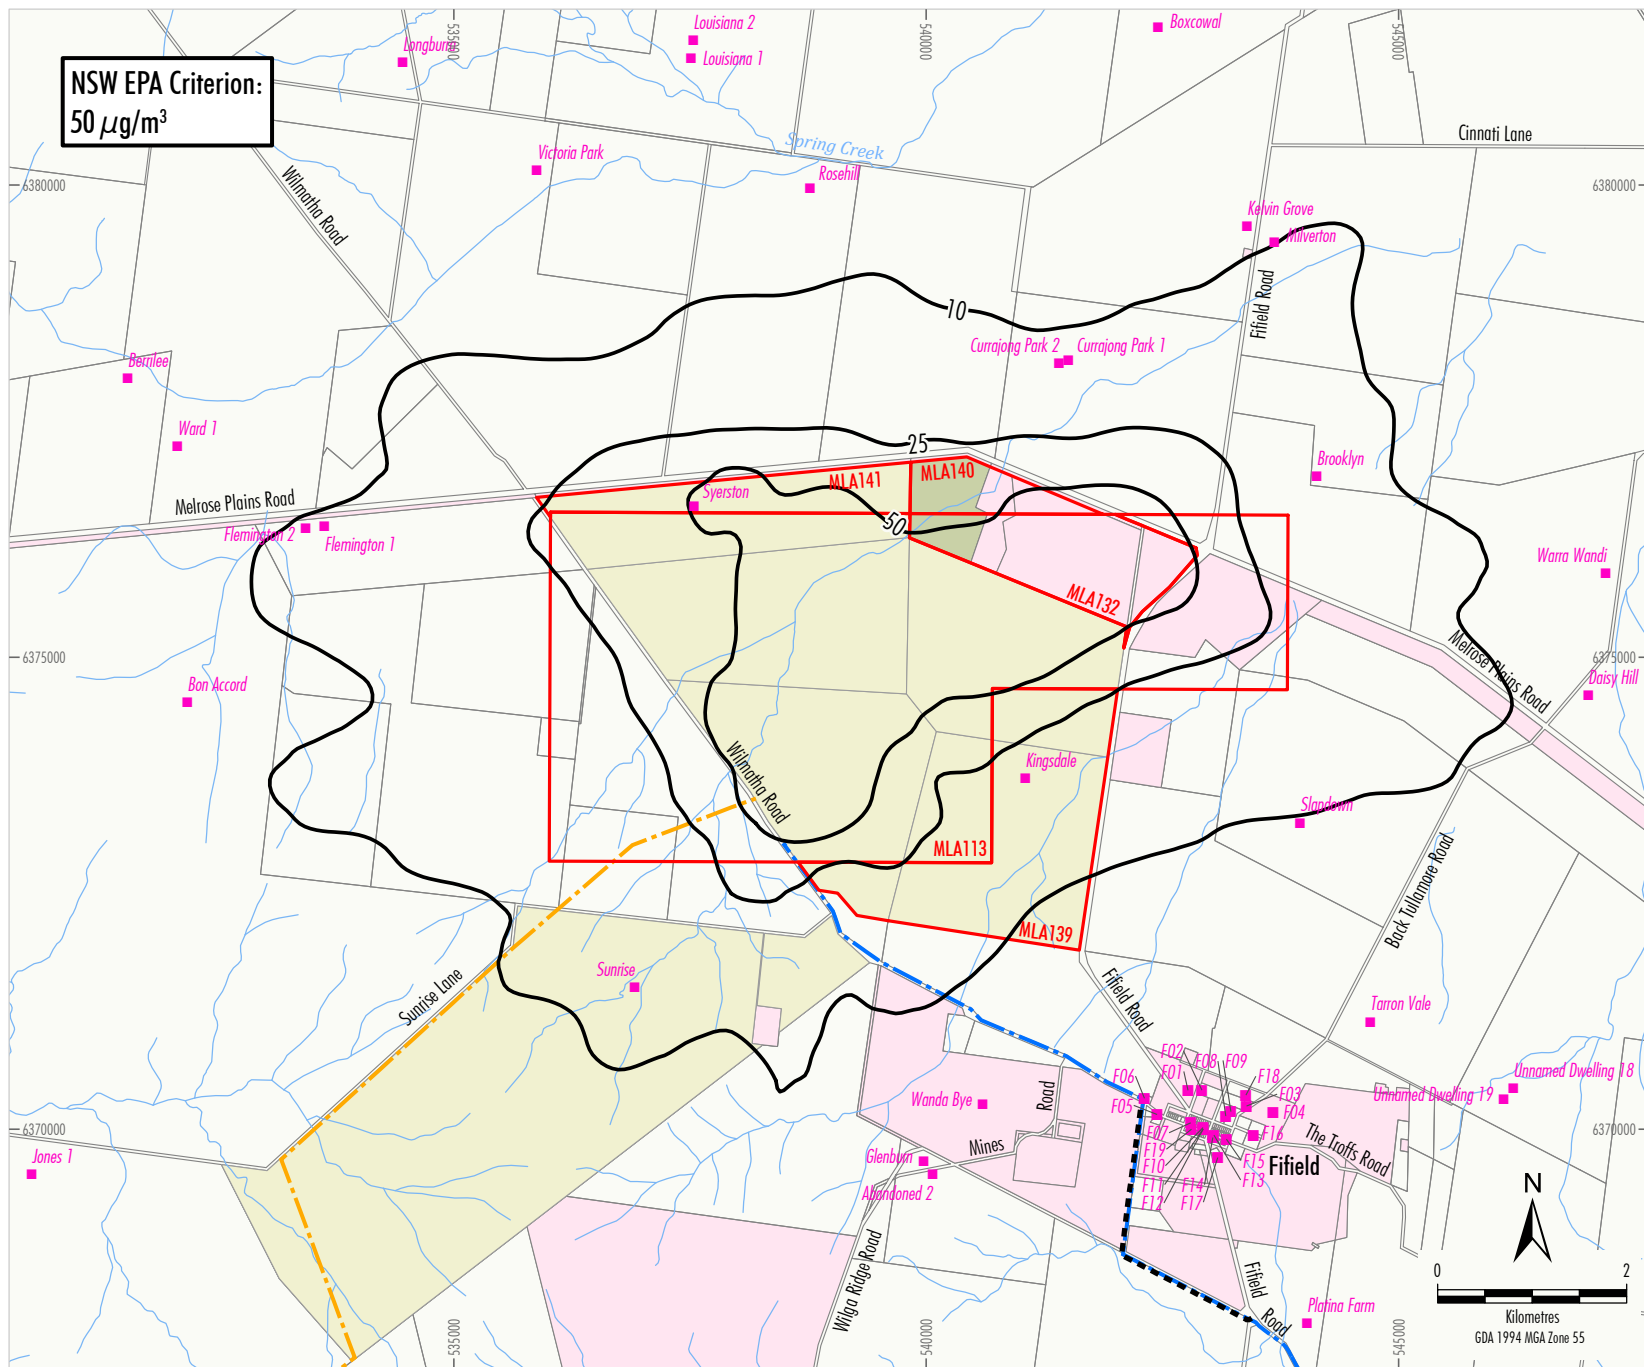 NSW EPA Criterion:
50 µg/m³
535000
540000
545000
Longburn
Louisiana 2
Louisiana 1
Boxcowal
Cinnati Lane
Spring Creek
Victoria Park
Rosehill
Wilmatha Road
6380000
6380000
Kelvin Grove
Milverton
Fifield Road
10
Currajong Park 2
Currajong Park 1
Bernlee
Ward 1
25
Brooklyn
MLA141
MLA140
Melrose Plains Road
Syerston
50
Flemington 2
Flemington 1
Warra Wandi
MLA132
6375000
6375000
Melrose Plains Road
Bon Accord
Daisy Hill
Wilmatha Road
Kingsdale
Slapdown
MLA113
Back Tullamore Road
MLA139
Sunrise
Sunrise Lane
Fifield Road
Tarron Vale
F02
F08
F09
F01
F06
F18
F03
F05
F04
Unnamed Dwelling 18
Unnamed Dwelling 19
Wanda Bye
Road
6370000
6370000
F07
F16
F19
The Troffs Road
Mines
Jones 1
Glenburn
F10
F15
Fifield
Abandoned 2
F11
F14
F13
F12
F17
N
Wilga Ridge Road
Fifield
Road
Platina Farm
0
2
Kilometres
GDA 1994 MGA Zone 55
535000
540000
545000